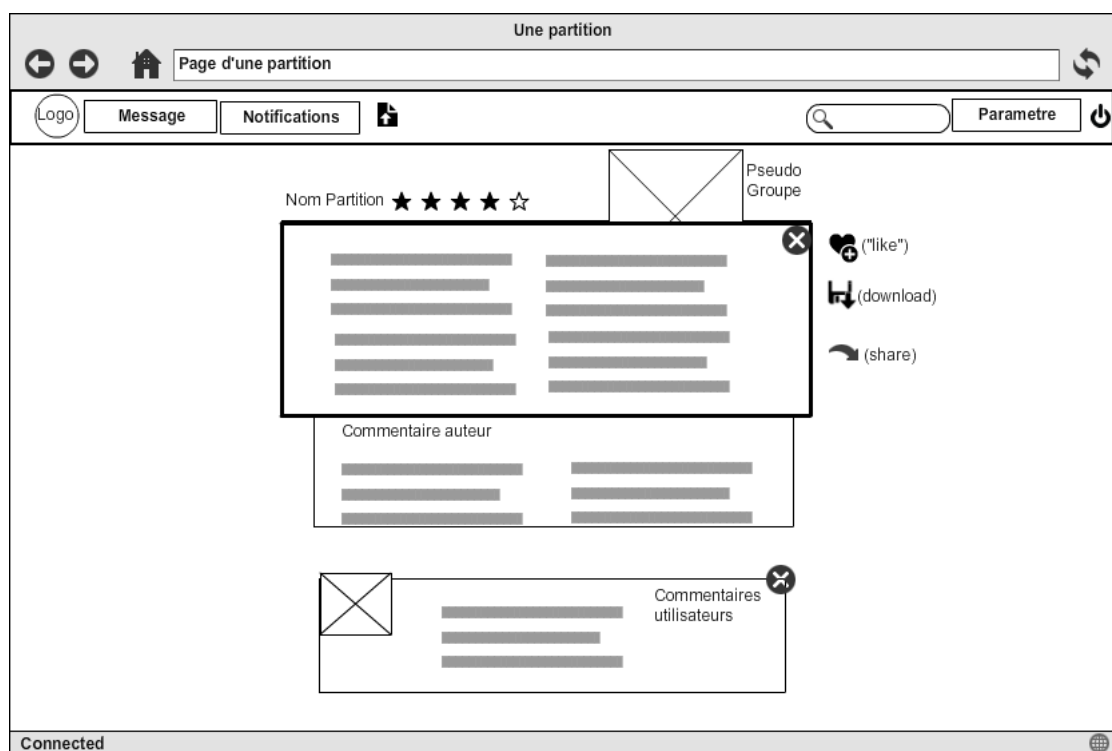 Une partition
Page d'une partition
Logo
Message
Notifications
Parametre
Nom Partition
Pseudo
Groupe
("like")
(download)
(share)
Commentaire auteur
Commentaires
utilisateurs
Connected